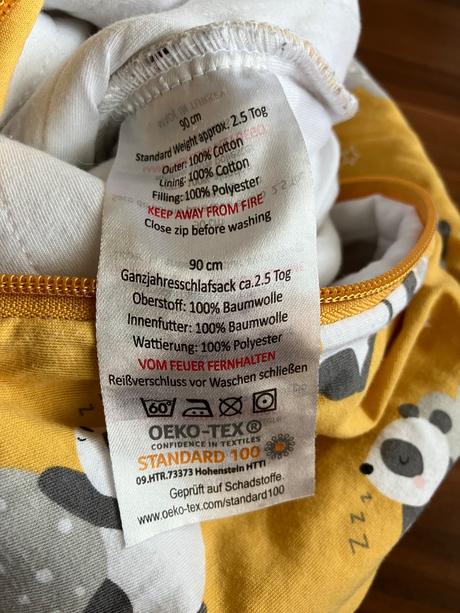 90 cm
Standard Weight approx. 2.5 Tog
Outer: 100% Cotton
Lining: 100% Cotton
Filling: 100% Polyester
KEEP AWAY FROM FIRE
Close zip before washing
90 cm
Ganzjahresschlafsack ca.2.5 Tog
Oberstoff: 100% Baumwolle
Innenfutter: 100% Baumwolle
Wattierung: 100% Polyester
VOM FEUER FERNHALTEN
Reißverschluss vor Waschen schließen
60°
OEKO-TEX®
CONFIDENCE IN TEXTILES
STANDARD 100
09.HTR.73373 Hohenstein HTTI
Geprüft auf Schadstoffe.
www.oeko-tex.com/standard100
z z z
z z z